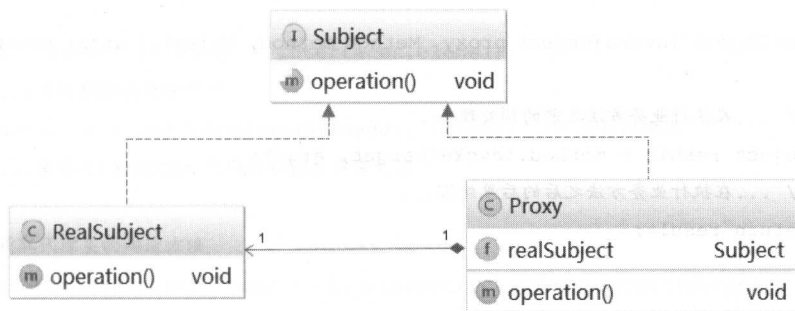 I Subject
m operation() void
C RealSubject
m operation() void
1
1
C Proxy
f realSubject Subject
m operation() void